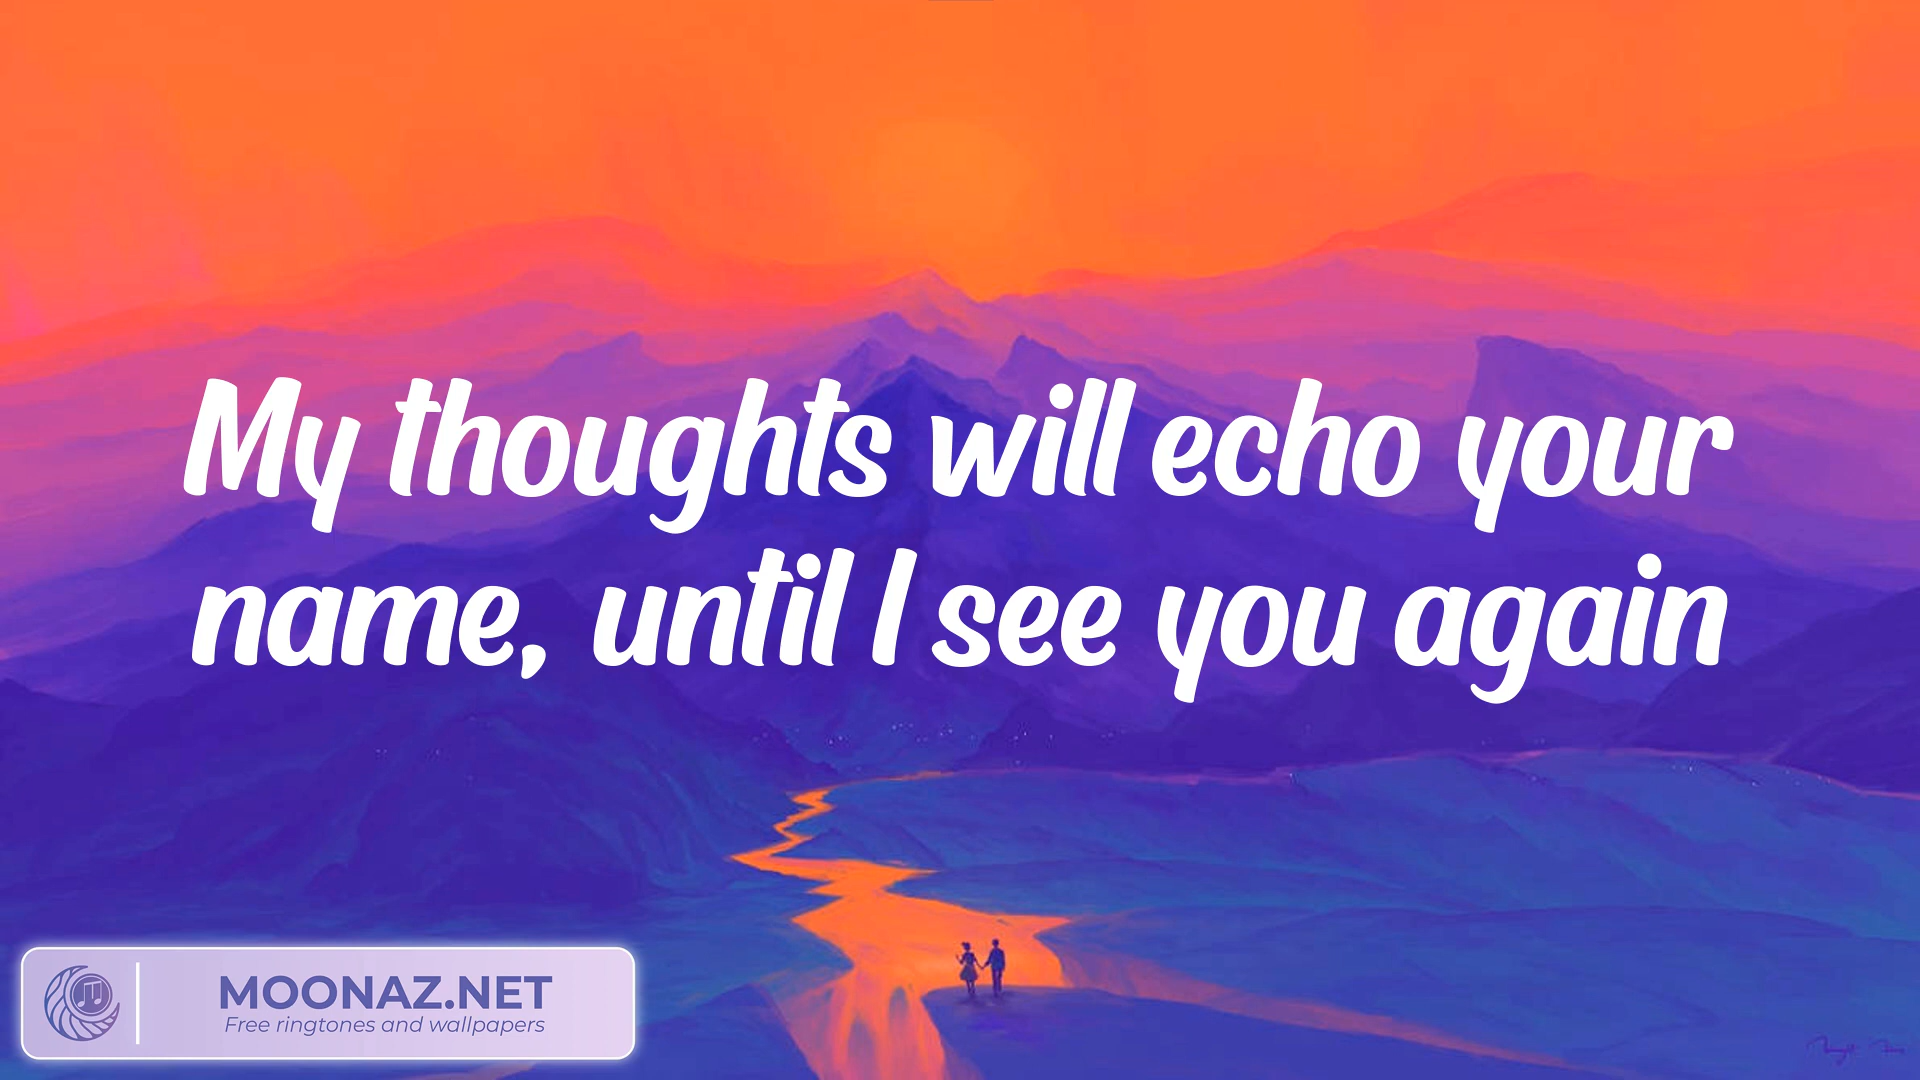 My thoughts will echo your
name, until I see you again
MOONAZ.NET
Free ringtones and wallpapers